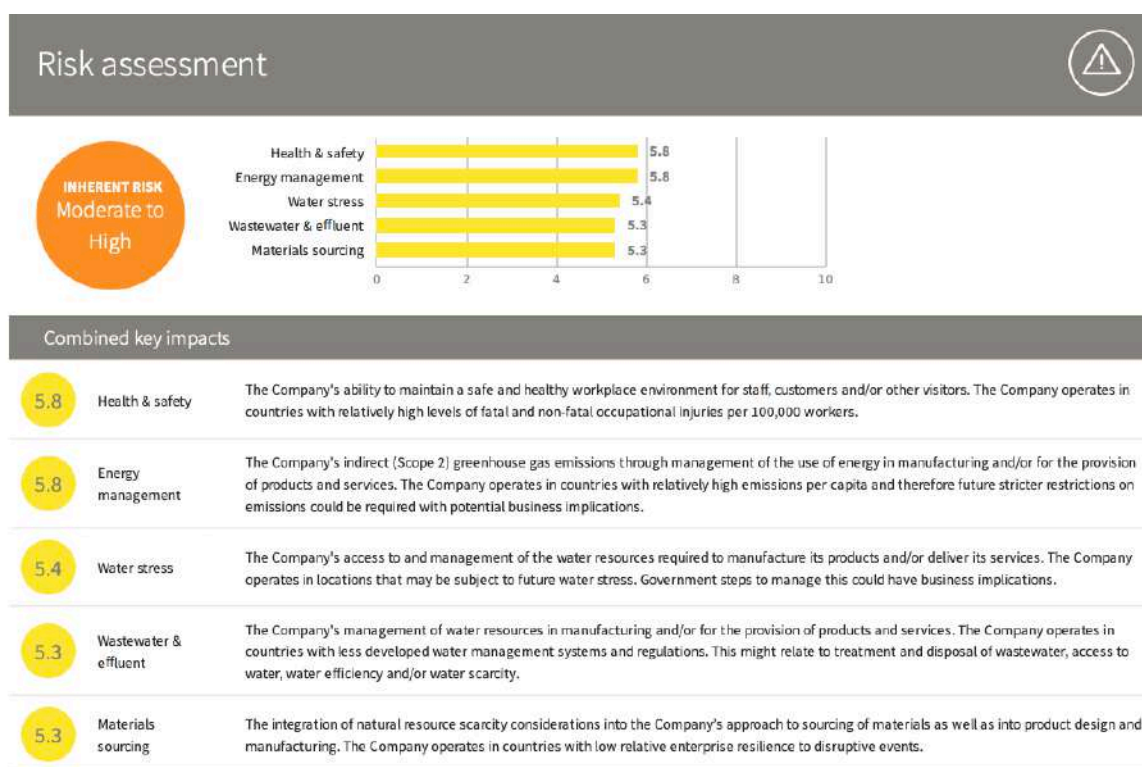 Risk assessment
INHERENT RISK
Moderate to
High
Health & safety
5.8
Energy management
5.8
Water stress
5.4
Wastewater & effluent
5.3
Materials sourcing
5.3
0 2 4 6 8 10
Combined key impacts
5.8
Health & safety
The Company's ability to maintain a safe and healthy workplace environment for staff, customers and/or other visitors. The Company operates in
countries with relatively high levels of fatal and non-fatal occupational injuries per 100,000 workers.
5.8
Energy
management
The Company's indirect (Scope 2) greenhouse gas emissions through management of the use of energy in manufacturing and/or for the provision
of products and services. The Company operates in countries with relatively high emissions per capita and therefore future stricter restrictions on
emissions could be required with potential business implications.
5.4
Water stress
The Company's access to and management of the water resources required to manufacture its products and/or deliver its services. The Company
operates in locations that may be subject to future water stress. Government steps to manage this could have business implications.
5.3
Wastewater &
effluent
The Company's management of water resources in manufacturing and/or for the provision of products and services. The Company operates in
countries with less developed water management systems and regulations. This might relate to treatment and disposal of wastewater, access to
water, water efficiency and/or water scarcity.
5.3
Materials
sourcing
The integration of natural resource scarcity considerations into the Company's approach to sourcing of materials as well as into product design and
manufacturing. The Company operates in countries with low relative enterprise resilience to disruptive events.